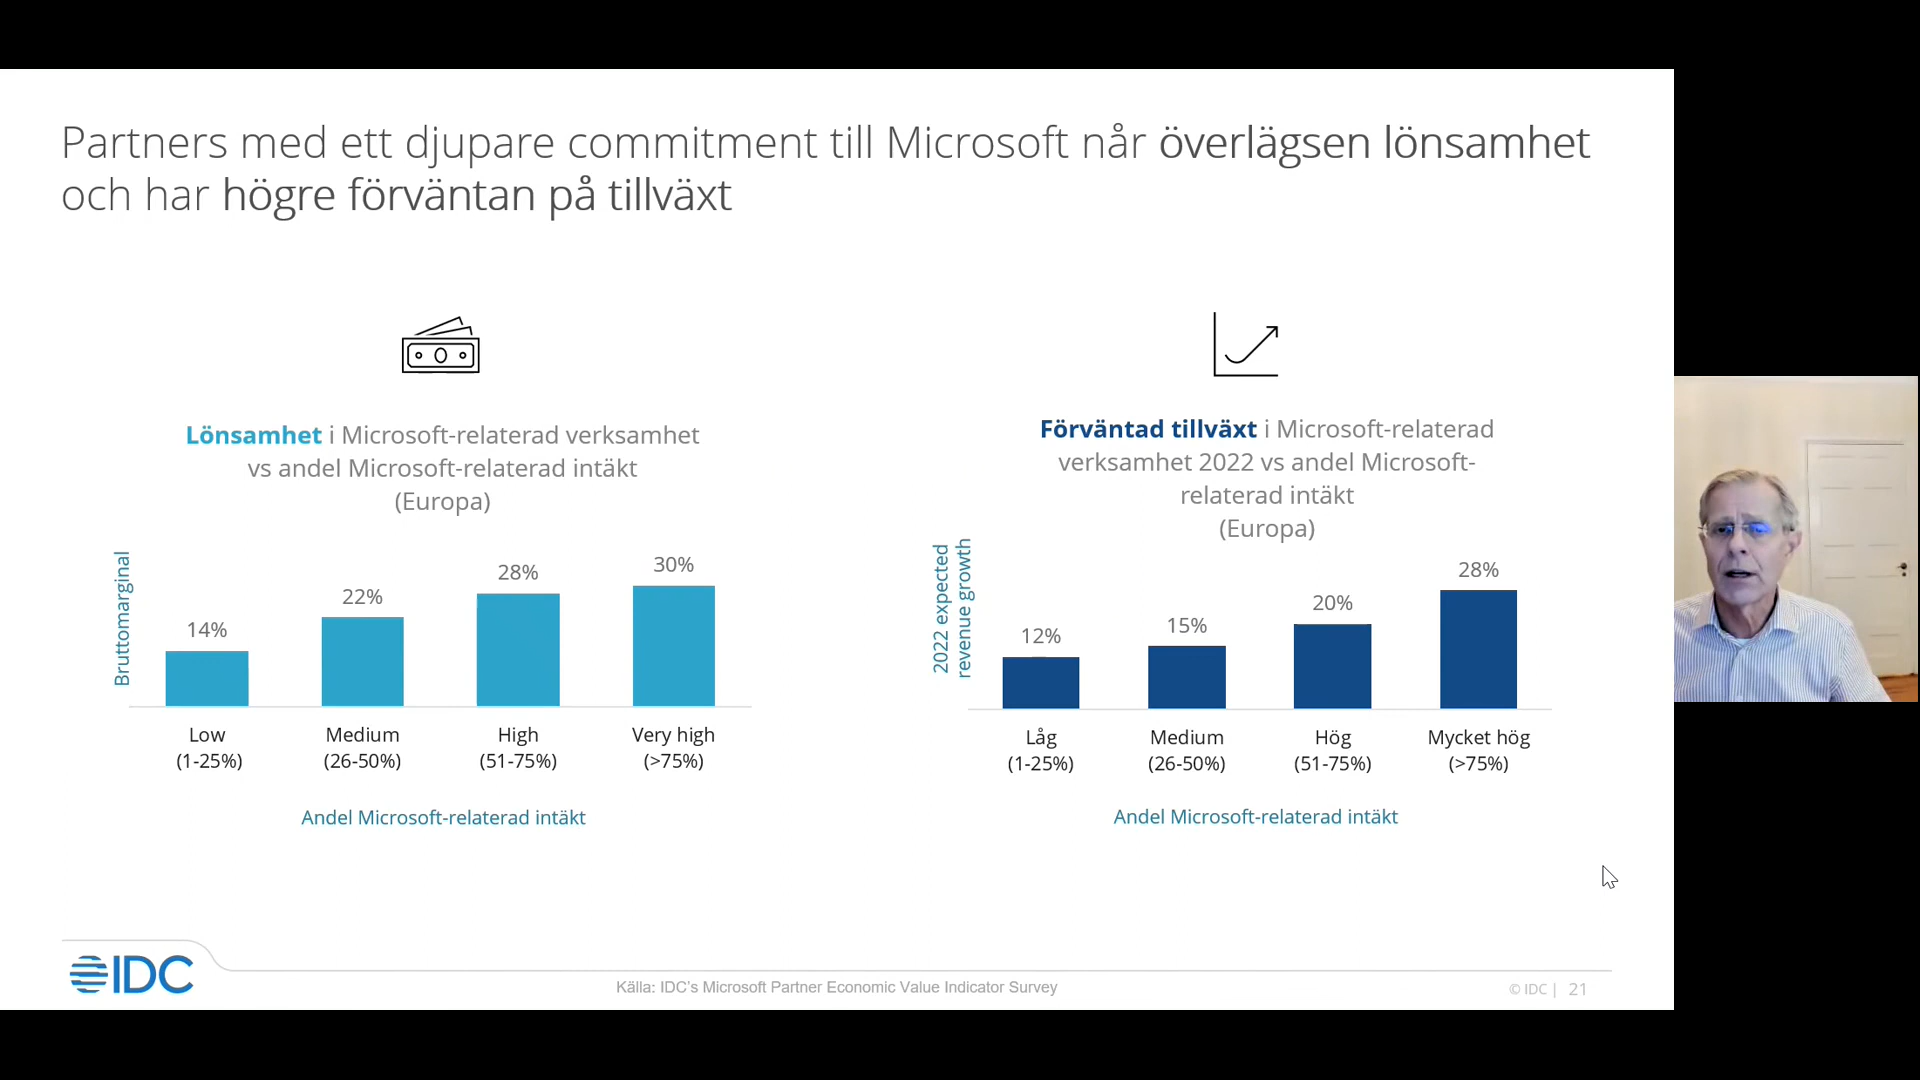 Partners med ett djupare commitment till Microsoft når överlägsen lönsamhet
och har högre förväntan på tillväxt
Lönsamhet i Microsoft-relaterad verksamhet
vs andel Microsoft-relaterad intäkt
(Europa)
Bruttomarginal
14%
22%
28%
30%
Low
(1-25%)
Medium
(26-50%)
High
(51-75%)
Very high
(>75%)
Andel Microsoft-relaterad intäkt
Förväntad tillväxt i Microsoft-relaterad
verksamhet 2022 vs andel Microsoft-
relaterad intäkt
(Europa)
2022 expected
revenue growth
12%
15%
20%
28%
Låg
(1-25%)
Medium
(26-50%)
Hög
(51-75%)
Mycket hög
(>75%)
Andel Microsoft-relaterad intäkt
IDC
Källa: IDC's Microsoft Partner Economic Value Indicator Survey
© IDC | 21